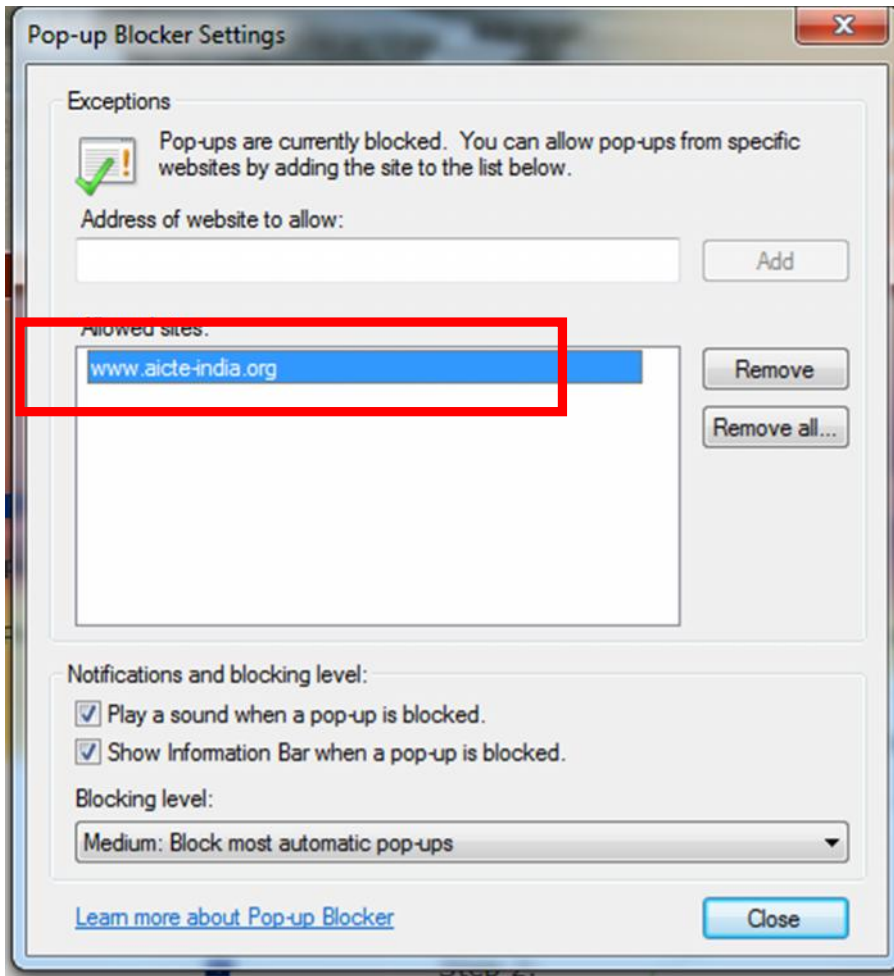 Pop-up Blocker Settings
Exceptions
Pop-ups are currently blocked. You can allow pop-ups from specific
websites by adding the site to the list below.
Address of website to allow:
Add
Allowed sites:
www.aicte-india.org
Remove
Remove all...
Notifications and blocking level:
Play a sound when a pop-up is blocked.
Show Information Bar when a pop-up is blocked.
Blocking level:
Medium: Block most automatic pop-ups
Learn more about Pop-up Blocker
Close
Step 2: